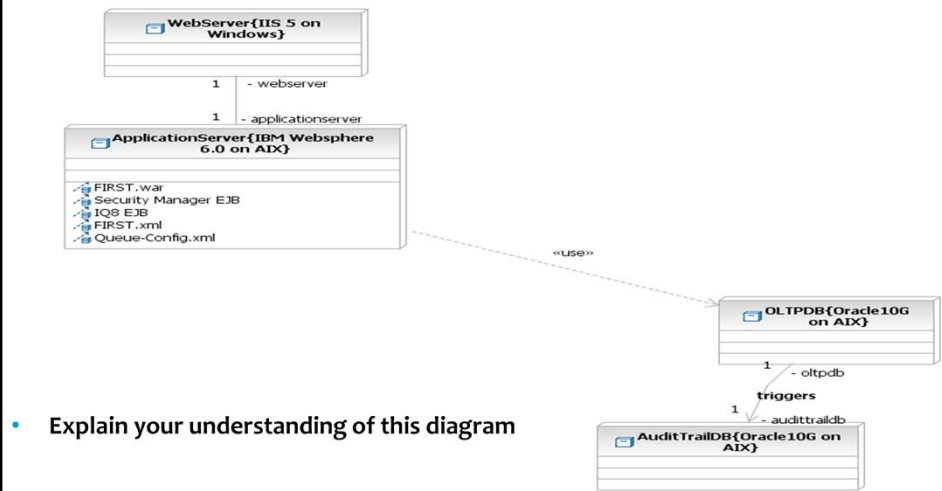 WebServer{IIS 5 on
Windows}
1
- webserver
1
- applicationserver
ApplicationServer{IBM Websphere
6.0 on AIX}
FIRST.war
Security Manager EJB
IQ8 EJB
FIRST.xml
Queue-Config.xml
«use»
OLTPDB{Oracle10G
on AIX}
1
- oltpdb
triggers
1
- audittraildb
AuditTrailDB{Oracle10G on
AIX}
• Explain your understanding of this diagram